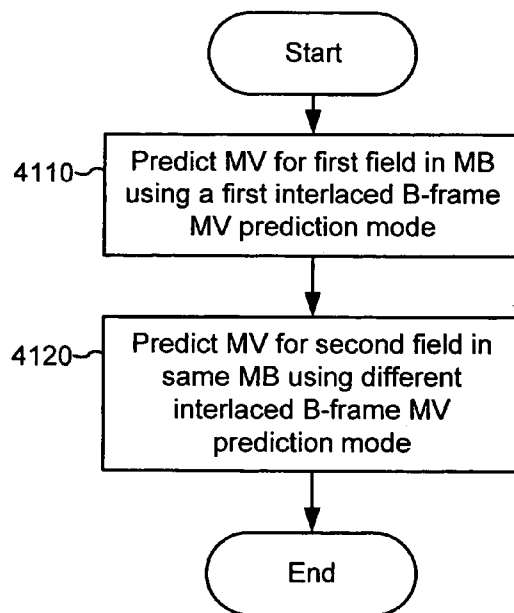 Start
4110
Predict MV for first field in MB
using a first interlaced B-frame
MV prediction mode
4120
Predict MV for second field in
same MB using different
interlaced B-frame MV
prediction mode
End